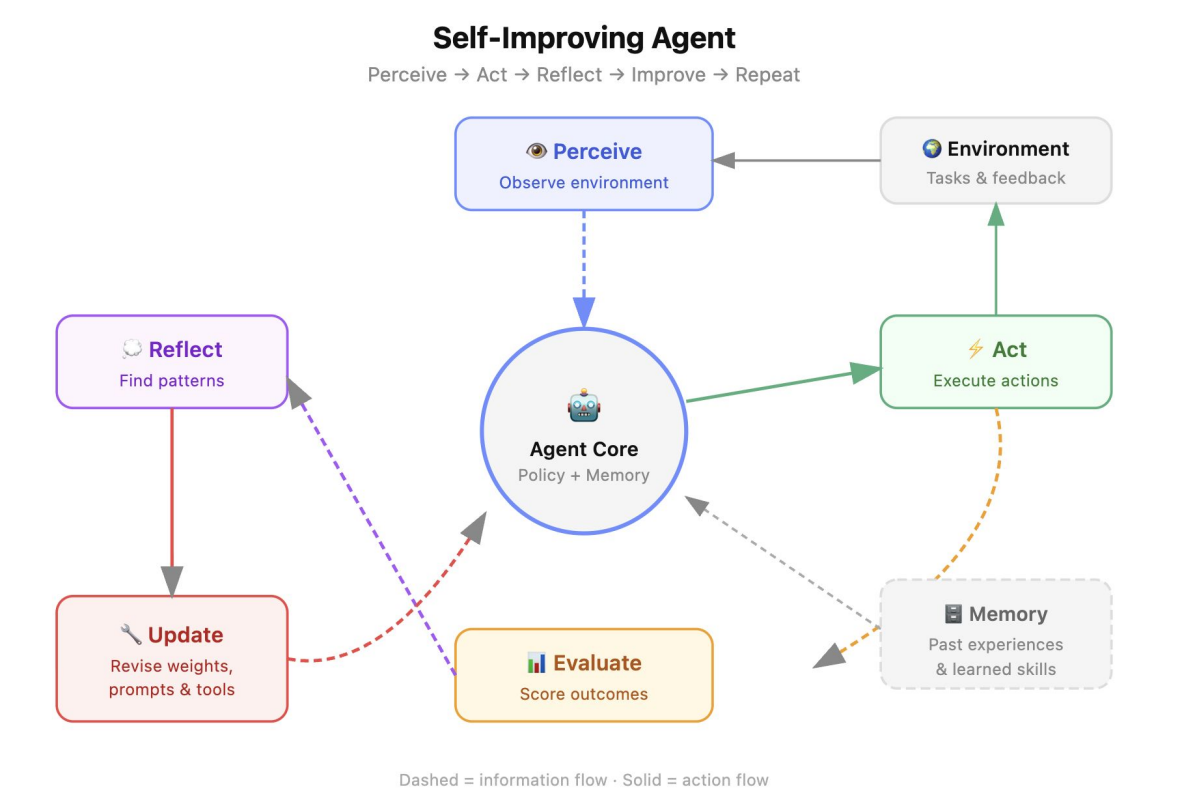 Self-Improving Agent
Perceive → Act → Reflect → Improve → Repeat
👁️ Perceive
Observe environment
🌍 Environment
Tasks & feedback
💭 Reflect
Find patterns
🤖
Agent Core
Policy + Memory
⚡ Act
Execute actions
🔧 Update
Revise weights,
prompts & tools
📊 Evaluate
Score outcomes
🗄️ Memory
Past experiences
& learned skills
Dashed = information flow · Solid = action flow